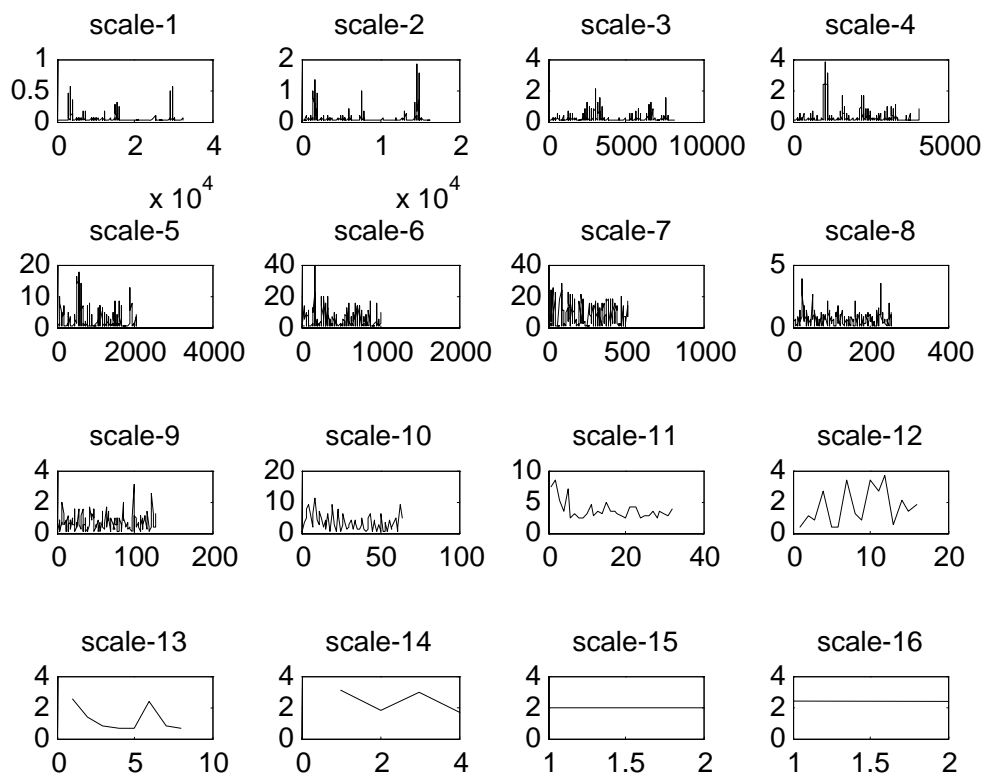 scale-1 scale-2 scale-3 scale-4
1 2 4 4
0.5 1 2 2
0 0 0 0
0 2 4 0 1 2 0 5000 10000 0 5000
x 10^4 x 10^4
scale-5 scale-6 scale-7 scale-8
20 40 40 5
10 20 20
0 0 0 0
0 2000 4000 0 1000 2000 0 500 1000 0 200 400
scale-9 scale-10 scale-11 scale-12
4 20 10 4
2 10 5 2
0 0 0 0
0 100 200 0 50 100 0 20 40 0 10 20
scale-13 scale-14 scale-15 scale-16
4 4 4 4
2 2 2 2
0 0 0 0
0 5 10 0 2 4 1 1.5 2 1 1.5 2